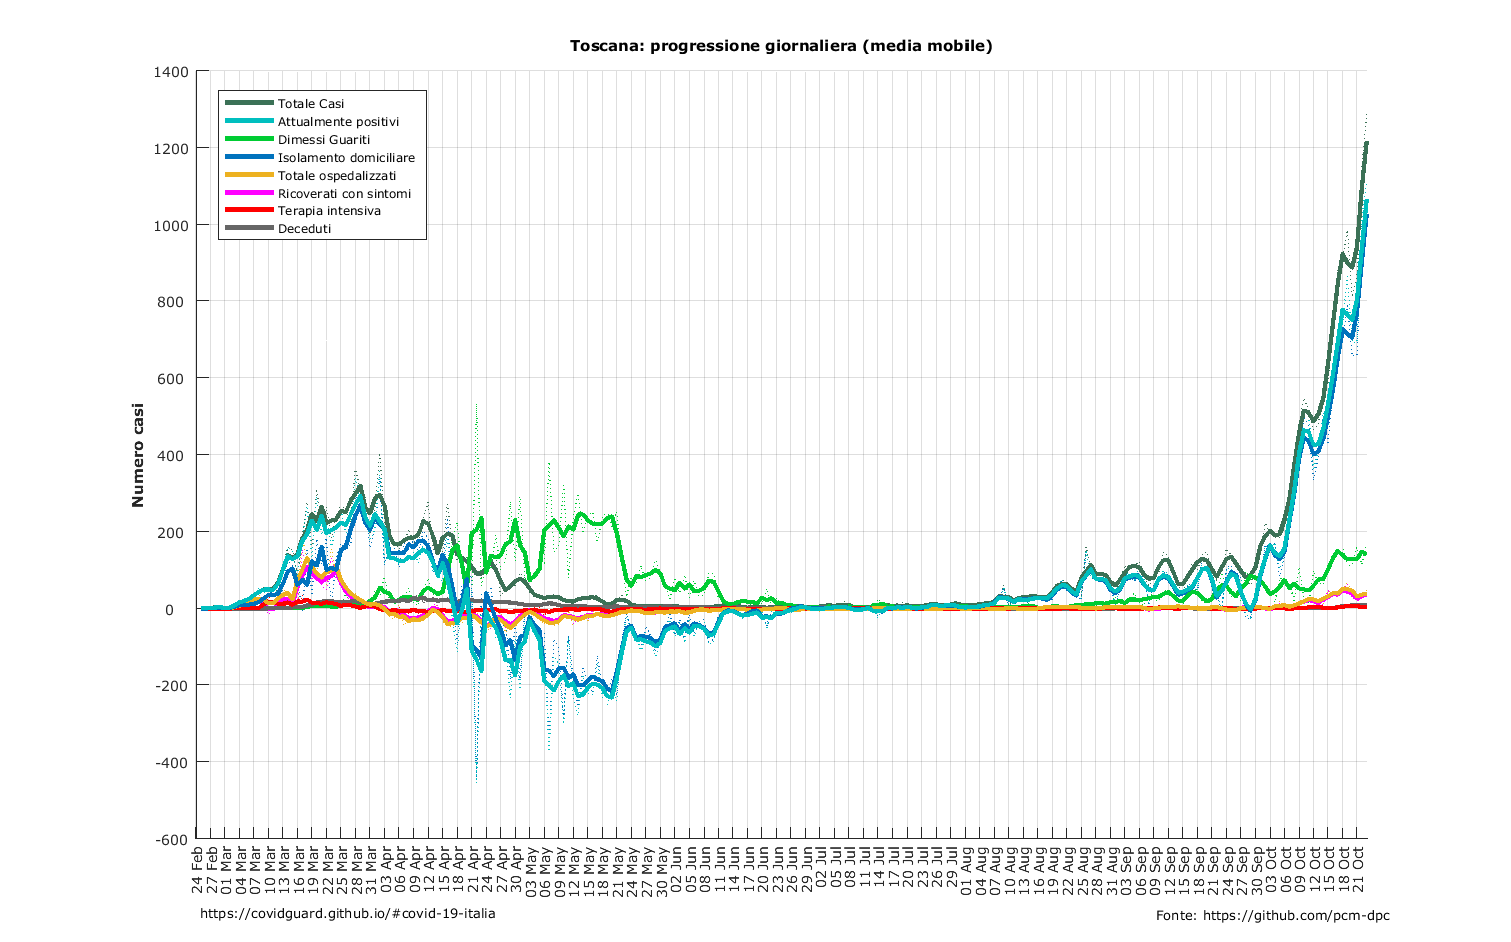 Toscana: progressione giornaliera (media mobile)
1400
1200
1000
800
600
400
200
0
-200
-400
-600
Numero casi
Totale Casi
Attualmente positivi
Dimessi Guariti
Isolamento domiciliare
Totale ospedalizzati
Ricoverati con sintomi
Terapia intensiva
Deceduti
24 Feb
27 Feb
01 Mar
04 Mar
07 Mar
10 Mar
13 Mar
16 Mar
19 Mar
22 Mar
25 Mar
28 Mar
31 Mar
03 Apr
06 Apr
09 Apr
12 Apr
15 Apr
18 Apr
21 Apr
24 Apr
27 Apr
30 Apr
03 May
06 May
09 May
12 May
15 May
18 May
21 May
24 May
27 May
30 May
02 Jun
05 Jun
08 Jun
11 Jun
14 Jun
17 Jun
20 Jun
23 Jun
26 Jun
29 Jun
02 Jul
05 Jul
08 Jul
11 Jul
14 Jul
17 Jul
20 Jul
23 Jul
26 Jul
29 Jul
01 Aug
04 Aug
07 Aug
10 Aug
13 Aug
16 Aug
19 Aug
22 Aug
25 Aug
28 Aug
31 Aug
03 Sep
06 Sep
09 Sep
12 Sep
15 Sep
18 Sep
21 Sep
24 Sep
27 Sep
30 Sep
03 Oct
06 Oct
09 Oct
12 Oct
15 Oct
18 Oct
21 Oct
https://covidguard.github.io/#covid-19-italia
Fonte: https://github.com/pcm-dpc